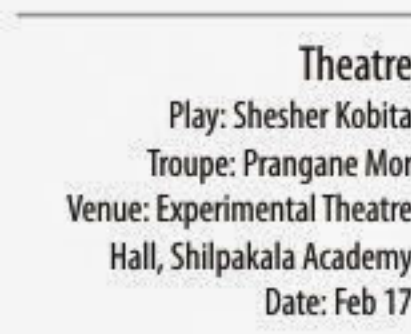 Theatre
Play: Shesher Kobita
Troupe: Prangane Mor
Venue: Experimental Theatre
Hall, Shilpakala Academy
Date: Feb 17